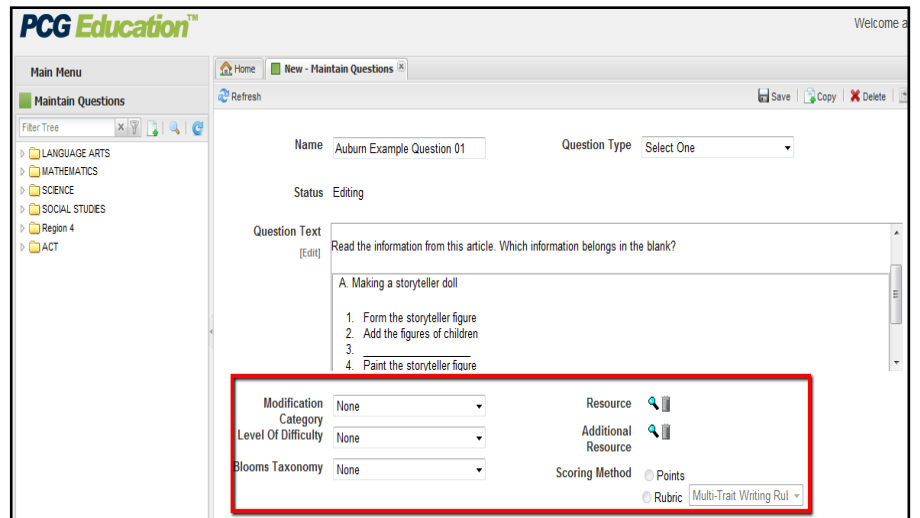 PCG Education™
Welcome a
Main Menu
Maintain Questions
Filter Tree
LANGUAGE ARTS
MATHEMATICS
SCIENCE
SOCIAL STUDIES
Region 4
ACT
Home New - Maintain Questions
Refresh Save Copy Delete
Name Auburn Example Question 01 Question Type Select One
Status Editing
Question Text
[Edit]
Read the information from this article. Which information belongs in the blank?
A. Making a storyteller doll
1. Form the storyteller figure
2. Add the figures of children
3. ____________________
4. Paint the storyteller figure
Modification Category None Resource
Level Of Difficulty None Additional Resource
Blooms Taxonomy None Scoring Method Points
Rubric Multi-Trait Writing Rul